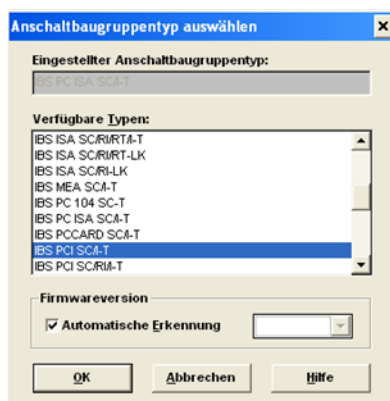 Anschaltbaugruppentyp auswählen
Eingestellter Anschaltbaugruppentyp:
IBS PC ISA SC/I-T
Verfügbare Typen:
IBS ISA SC/RI/RT/I-T
IBS ISA SC/RI/RT-LK
IBS ISA SC/RI-LK
IBS MEA SC/I-T
IBS PC 104 SC-T
IBS PC ISA SC/I-T
IBS PCCARD SC/I-T
IBS PCI SC/I-T
IBS PCI SC/RI/I-T
Firmwareversion
Automatische Erkennung
OK Abbrechen Hilfe